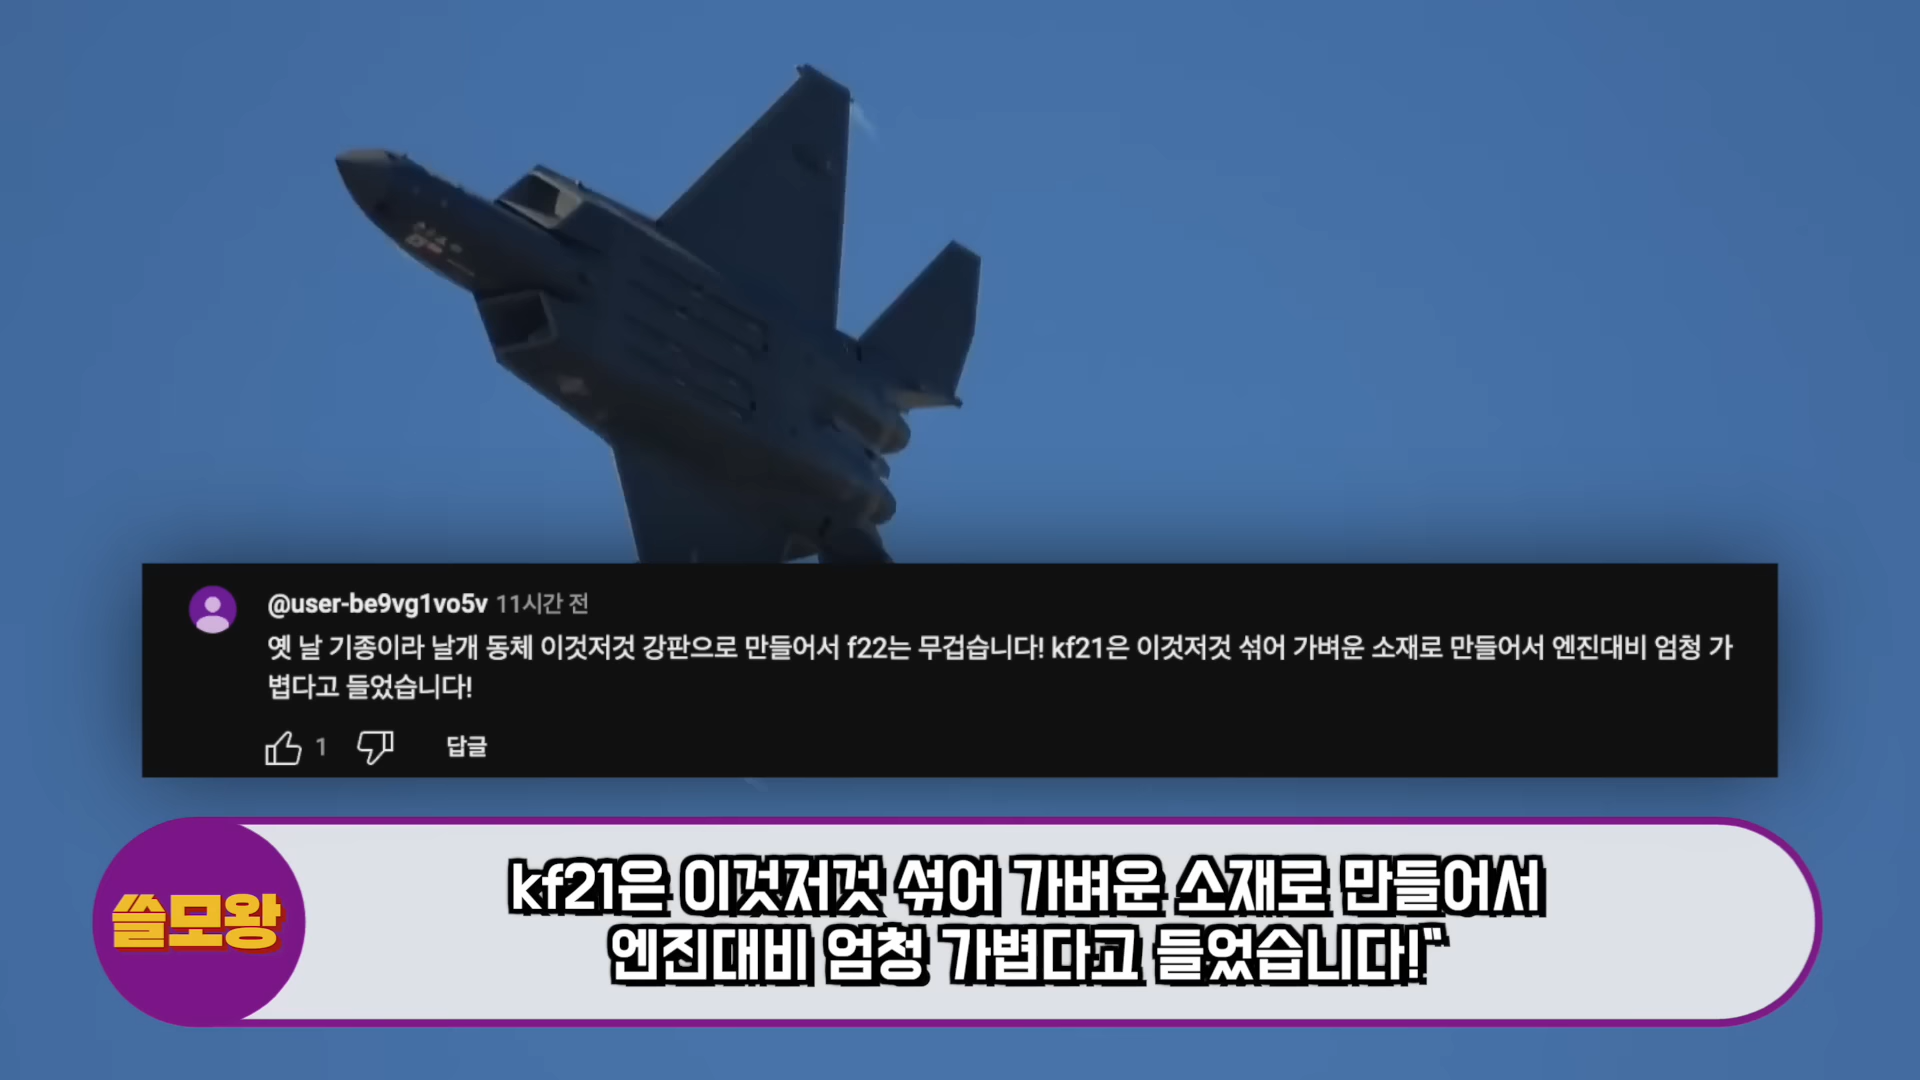 @user-be9vg1vo5v 11시간 전
옛 날 기종이라 날개 동체 이것저것 강판으로 만들어서 f22는 무겁습니다! kf21은 이것저것 섞어 가벼운 소재로 만들어서 엔진대비 엄청 가
볍다고 들었습니다!
1 답글
쓸모왕
kf21은 이것저것 섞어 가벼운 소재로 만들어서
엔진대비 엄청 가볍다고 들었습니다!"